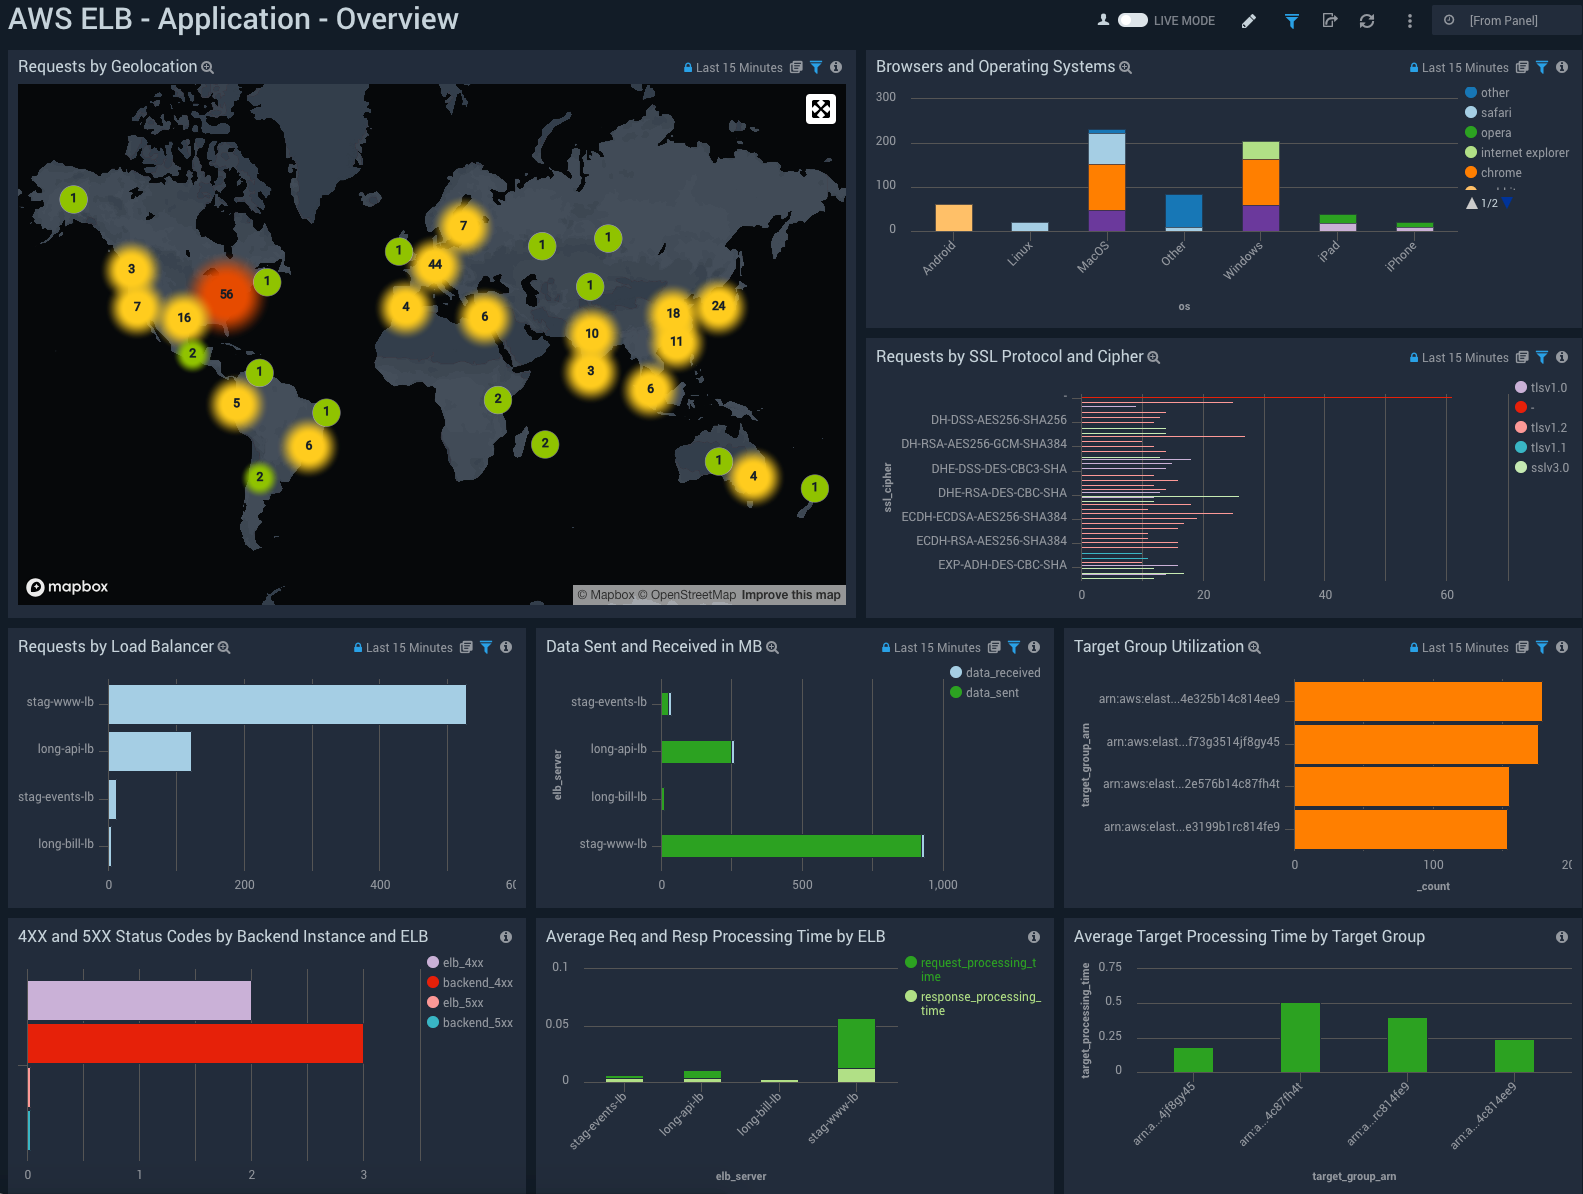 AWS ELB - Application - Overview
LIVE MODE
[From Panel]
Requests by Geolocation
Last 15 Minutes
1
7
1
1
1
44
3
1
56
1
7
16
4
6
18
24
10
11
2
1
3
6
5
2
1
6
2
1
4
2
1
mapbox
© Mapbox © OpenStreetMap Improve this map
Browsers and Operating Systems
Last 15 Minutes
300
200
100
0
Android
Linux
MacOS
Other
Windows
iPad
iPhone
os
other
safari
opera
internet explorer
chrome
1/2
Requests by SSL Protocol and Cipher
Last 15 Minutes
ssl_cipher
-
DH-DSS-AES256-SHA256
DH-RSA-AES256-GCM-SHA384
DHE-DSS-DES-CBC3-SHA
DHE-RSA-DES-CBC-SHA
ECDH-ECDSA-AES256-SHA384
ECDH-RSA-AES256-SHA384
EXP-ADH-DES-CBC-SHA
0 20 40 60
tlsv1.0
-
tlsv1.2
tlsv1.1
sslv3.0
Requests by Load Balancer
Last 15 Minutes
stag-www-lb
long-api-lb
stag-events-lb
long-bill-lb
0 200 400
Data Sent and Received in MB
Last 15 Minutes
data_received
data_sent
elb_server
stag-events-lb
long-api-lb
long-bill-lb
stag-www-lb
0 500 1,000
Target Group Utilization
Last 15 Minutes
target_group_arn
arn:aws:elast...4e325b14c814ee9
arn:aws:elast...f73g3514jf8gy45
arn:aws:elast...2e576b14c87fh4t
arn:aws:elast...e3199b1rc814fe9
0 100
_count
4XX and 5XX Status Codes by Backend Instance and ELB
elb_4xx
backend_4xx
elb_5xx
backend_5xx
0 1 2 3
Average Req and Resp Processing Time by ELB
0.1
0.05
0
stag-events-lb
long-api-lb
long-bill-lb
stag-www-lb
elb_server
request_processing_t
ime
response_processing_
time
Average Target Processing Time by Target Group
target_processing_time
0.75
0.5
0.25
0
arn:a...4jf8gy45
arn:a...4c87fh4t
arn:a...rc814fe9
arn:a...4c814ee9
target_group_arn